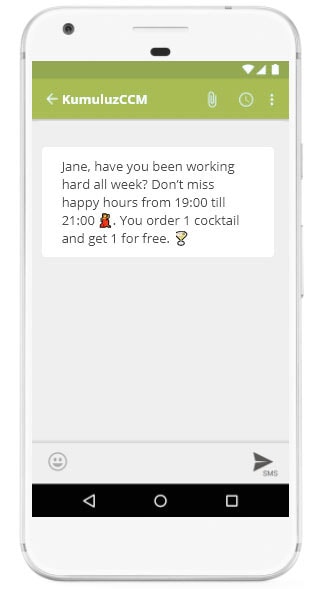 KumuluzCCM
Jane, have you been working
hard all week? Don't miss
happy hours from 19:00 till
21:00 💃. You order 1 cocktail
and get 1 for free. 🏆
SMS